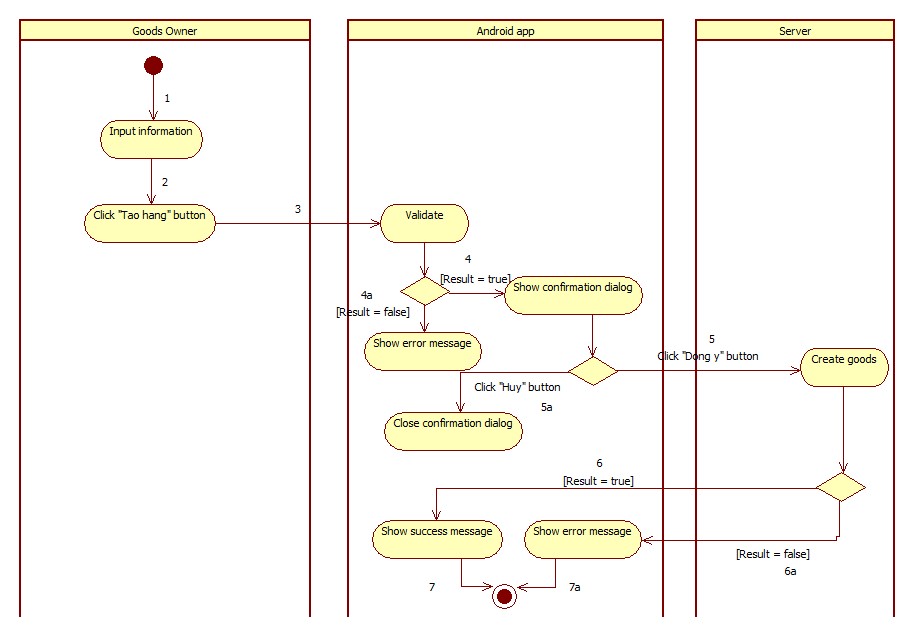 Goods Owner
Android app
Server
1
Input information
2
Click "Tao hang" button
3
Validate
4
[Result = true]
Show confirmation dialog
4a
[Result = false]
Show error message
5
Click "Dong y" button
Create goods
Click "Huy" button
5a
Close confirmation dialog
6
[Result = true]
Show success message
Show error message
[Result = false]
6a
7
7a